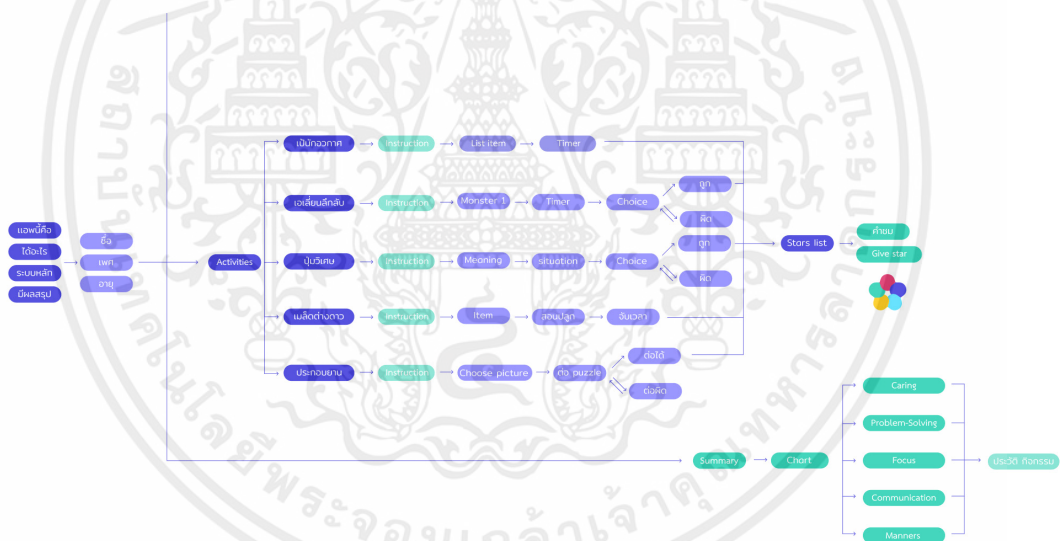 แอพนี้คือ
ได้อะไร
ระบบหลัก
มีผลสรุป
ชื่อ
เพศ
อายุ
Activities
เป้นักอวกาศ
Instruction
List item
Timer
เอเลี่ยนลึกลับ
Instruction
Monster 1
Timer
Choice
ถูก
ผิด
ปุ่มวิเศษ
Instruction
Meaning
situation
Choice
ถูก
ผิด
เมล็ดต่างดาว
Instruction
Item
สอนปลูก
จับเวลา
ประกอบยาน
Instruction
Choose picture
ต่อ puzzle
ต่อได้
ต่อผิด
Stars list
คำชม
Give star
Summary
Chart
Caring
Problem-Solving
Focus
Communication
Manners
ประวัติ กิจกรรม